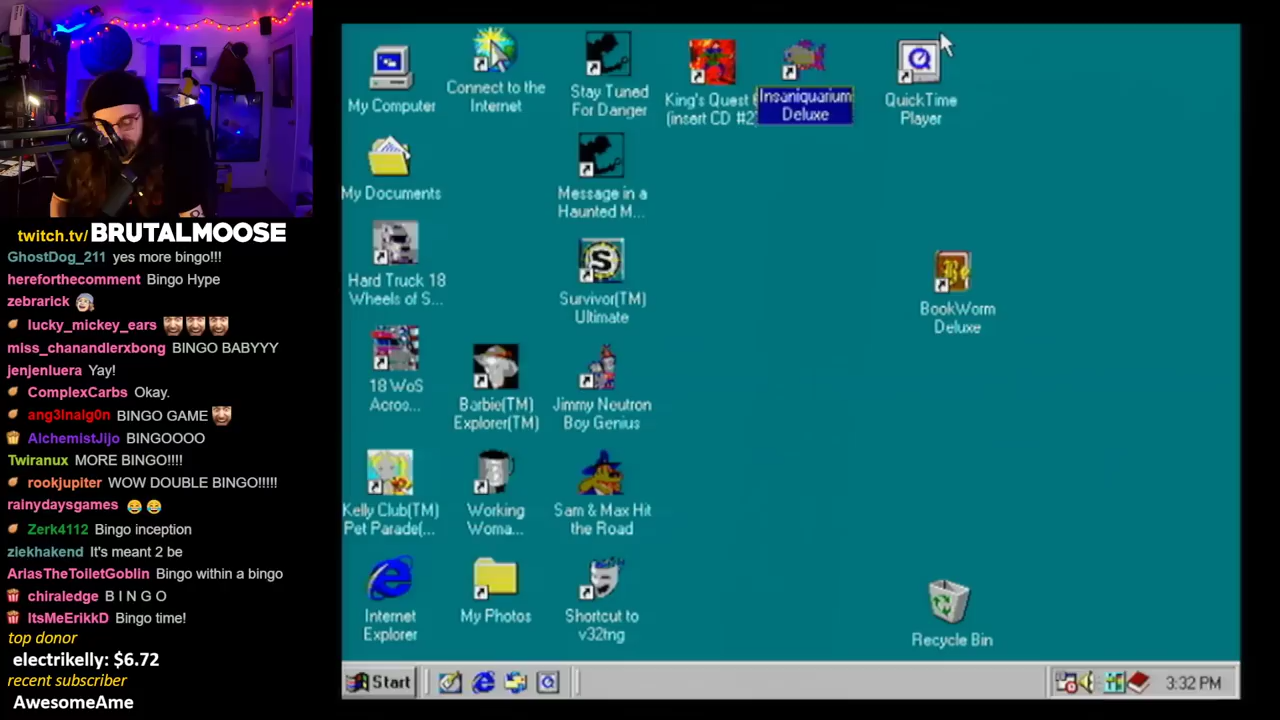 twitch.tv/BRUTALMOOSE
GhostDog_211 yes more bingo!!!
hereforthecomment Bingo Hype
zebrarick
lucky_mickey_ears
miss_chanandlerxbong BINGO BABYYY
jenjenluera Yay!
ComplexCarbs Okay.
ang3lnalg0n BINGO GAME
AlchemistJijo BINGOOOO
Twiranux MORE BINGO!!!!
rookjupiter WOW DOUBLE BINGO!!!!!
rainydaysgames
Zerk4112 Bingo inception
ziekhakend It's meant 2 be
AriasTheToiletGoblin Bingo within a bingo
chiraledge B I N G O
ItsMeErikkD Bingo time!
top donor
electrikelly: $6.72
recent subscriber
AwesomeAme
My Computer
Connect to the
Internet
Stay Tuned
For Danger
King's Quest
(insert CD #2)
Insaniquarium
Deluxe
QuickTime
Player
My Documents
Message in a
Haunted M...
Hard Truck 18
Wheels of S...
Survivor(TM)
Ultimate
BookWorm
Deluxe
18 WoS
Acros...
Barbie(TM)
Explorer(TM)
Jimmy Neutron
Boy Genius
Kelly Club(TM)
Pet Parade(...
Working
Woma...
Sam & Max Hit
the Road
Internet
Explorer
My Photos
Shortcut to
v32tng
Recycle Bin
Start
3:32 PM